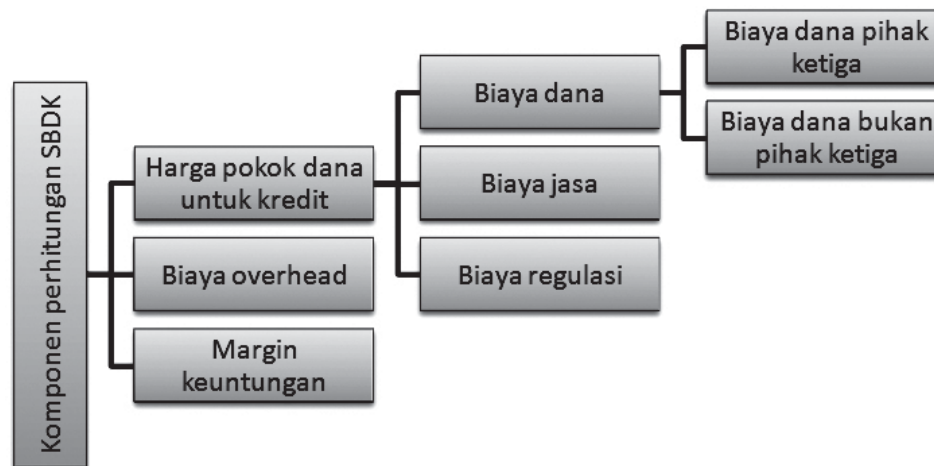 Komponen perhitungan SBDK
Harga pokok dana
untuk kredit
Biaya overhead
Margin
keuntungan
Biaya dana
Biaya jasa
Biaya regulasi
Biaya dana pihak
ketiga
Biaya dana bukan
pihak ketiga